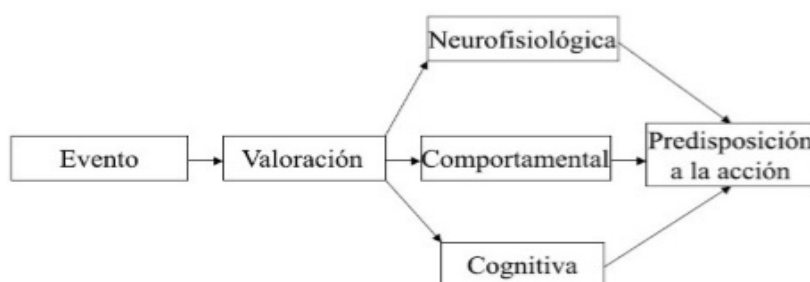 Neurofisiológica
Evento
Valoración
Comportamental
Predisposición
a la acción
Cognitiva